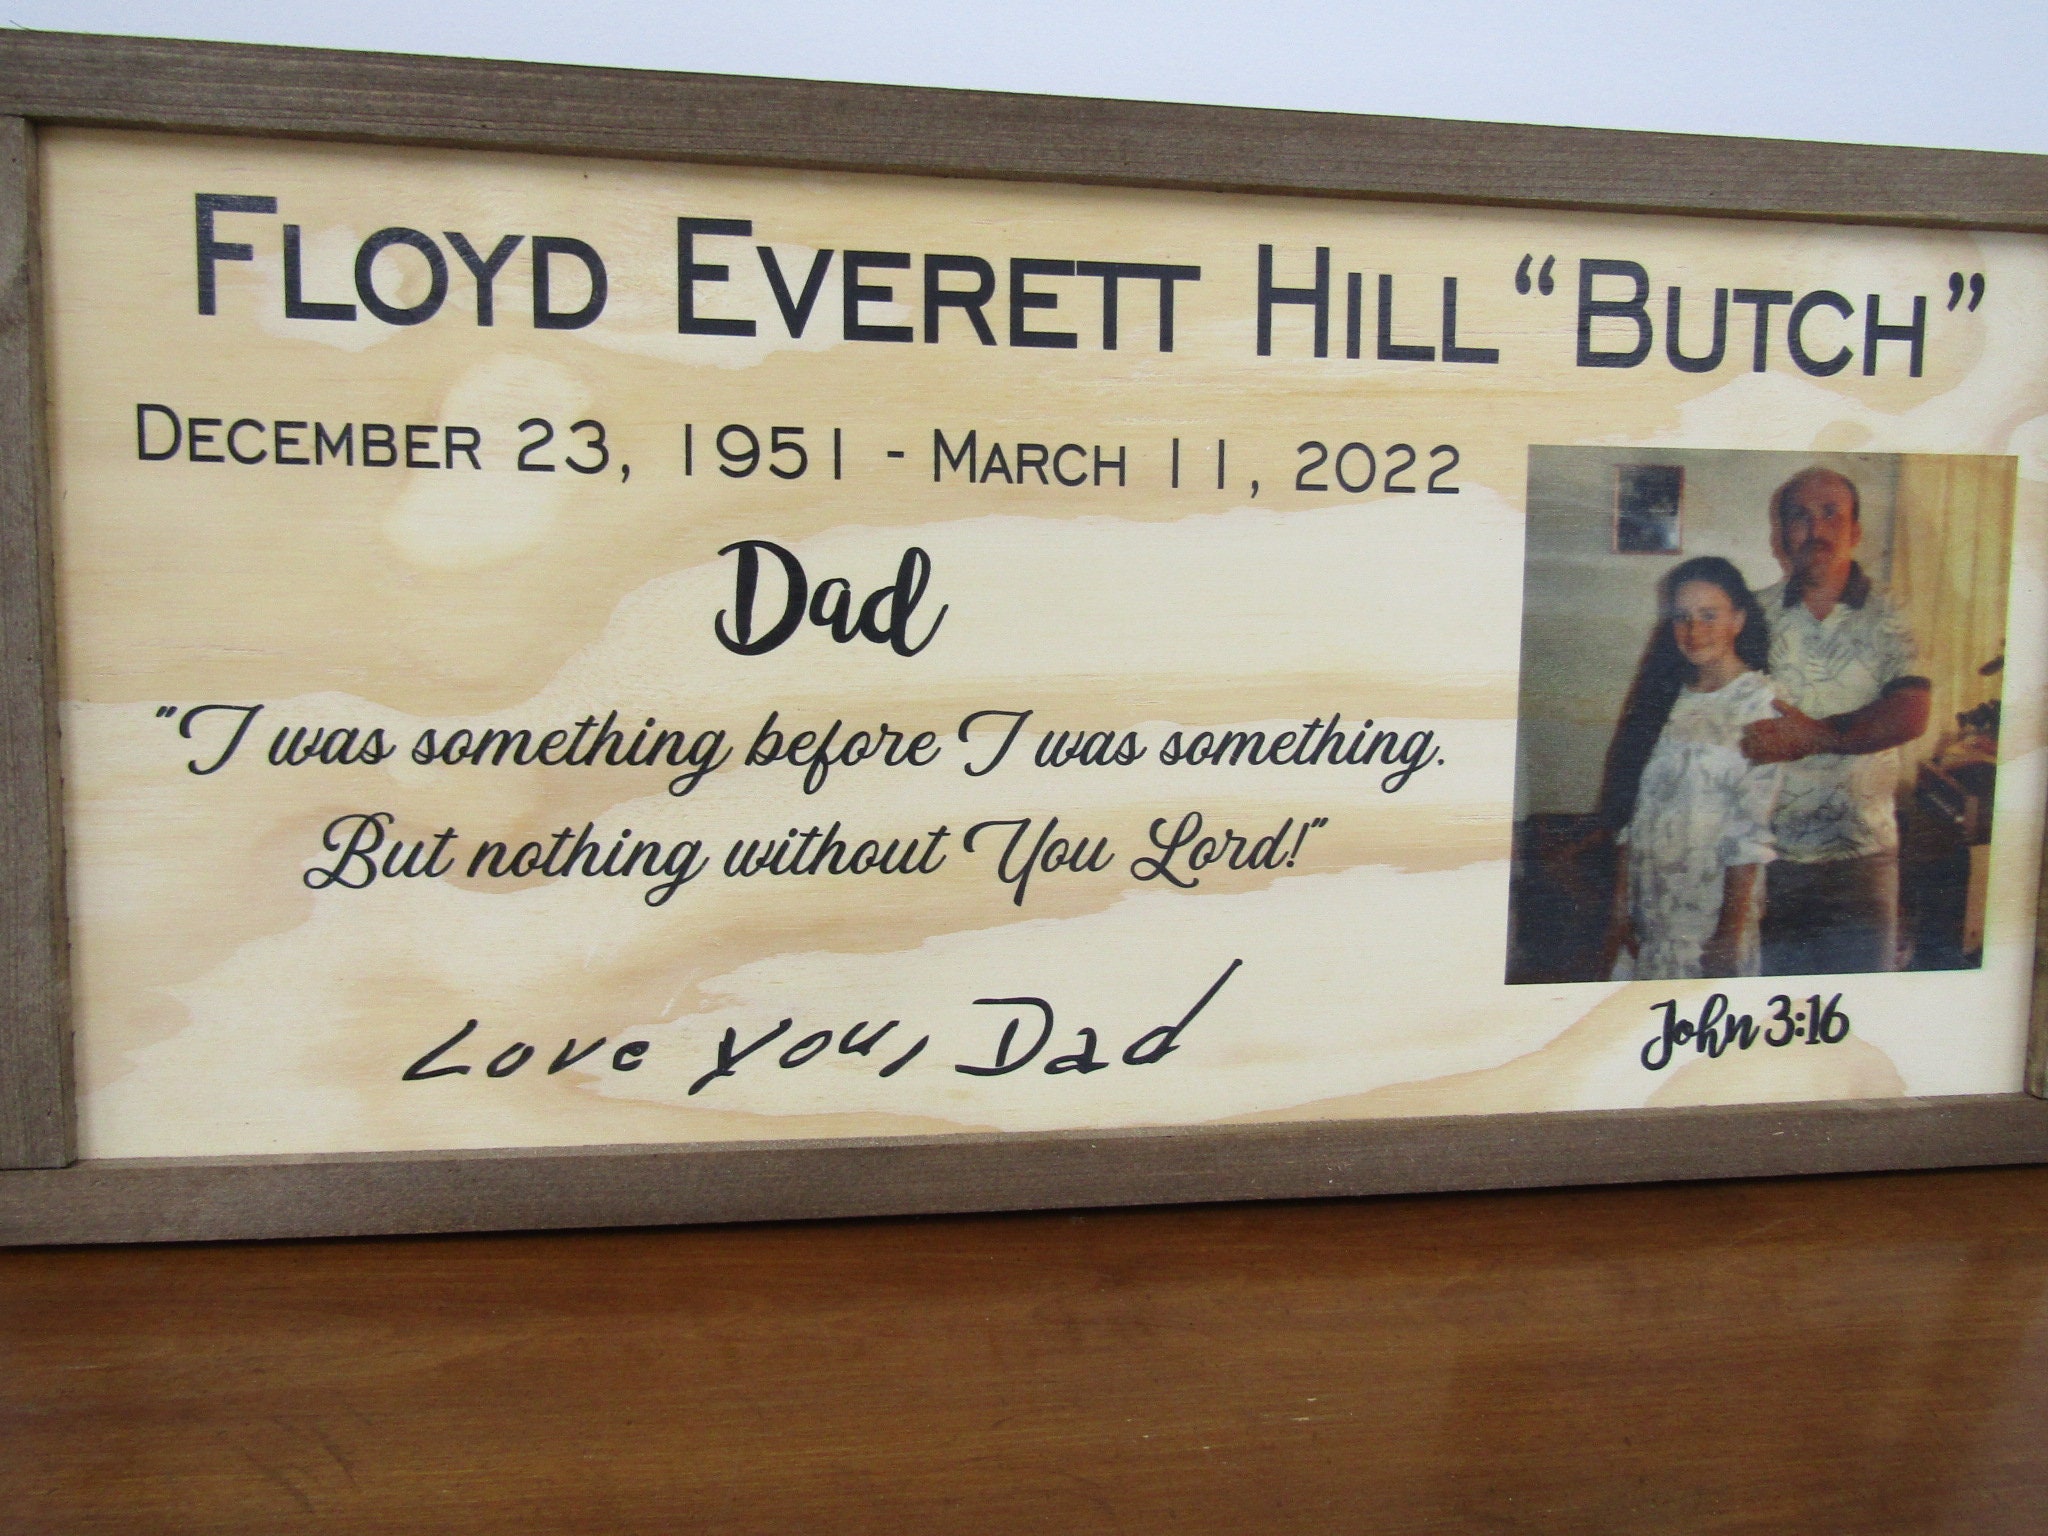 FLOYD EVERETT HILL “BUTCH”
DECEMBER 23, 1951 - MARCH 11, 2022
Dad
"I was something before I was something.
But nothing without You Lord!"
Love you, Dad
John 3:16